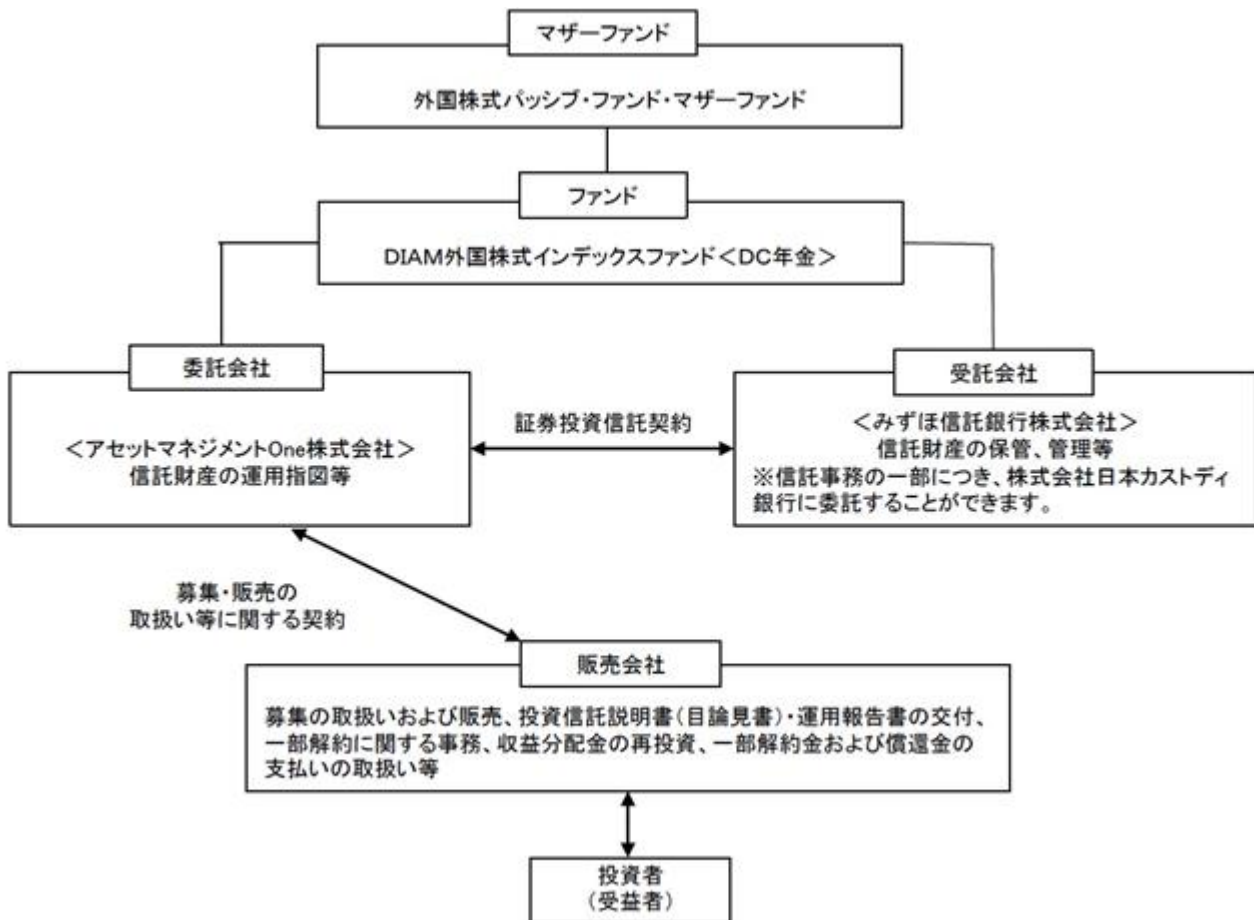 マザーファンド
外国株式パッシブ・ファンド・マザーファンド
ファンド
DIAM外国株式インデックスファンド＜DC年金＞
委託会社
＜アセットマネジメントOne株式会社＞
信託財産の運用指図等
証券投資信託契約
受託会社
＜みずほ信託銀行株式会社＞
信託財産の保管、管理等
※信託事務の一部につき、株式会社日本カストディ
銀行に委託することができます。
募集・販売の
取扱い等に関する契約
販売会社
募集の取扱いおよび販売、投資信託説明書（目論見書）・運用報告書の交付、
一部解約に関する事務、収益分配金の再投資、一部解約金および償還金の
支払いの取扱い等
投資者
（受益者）